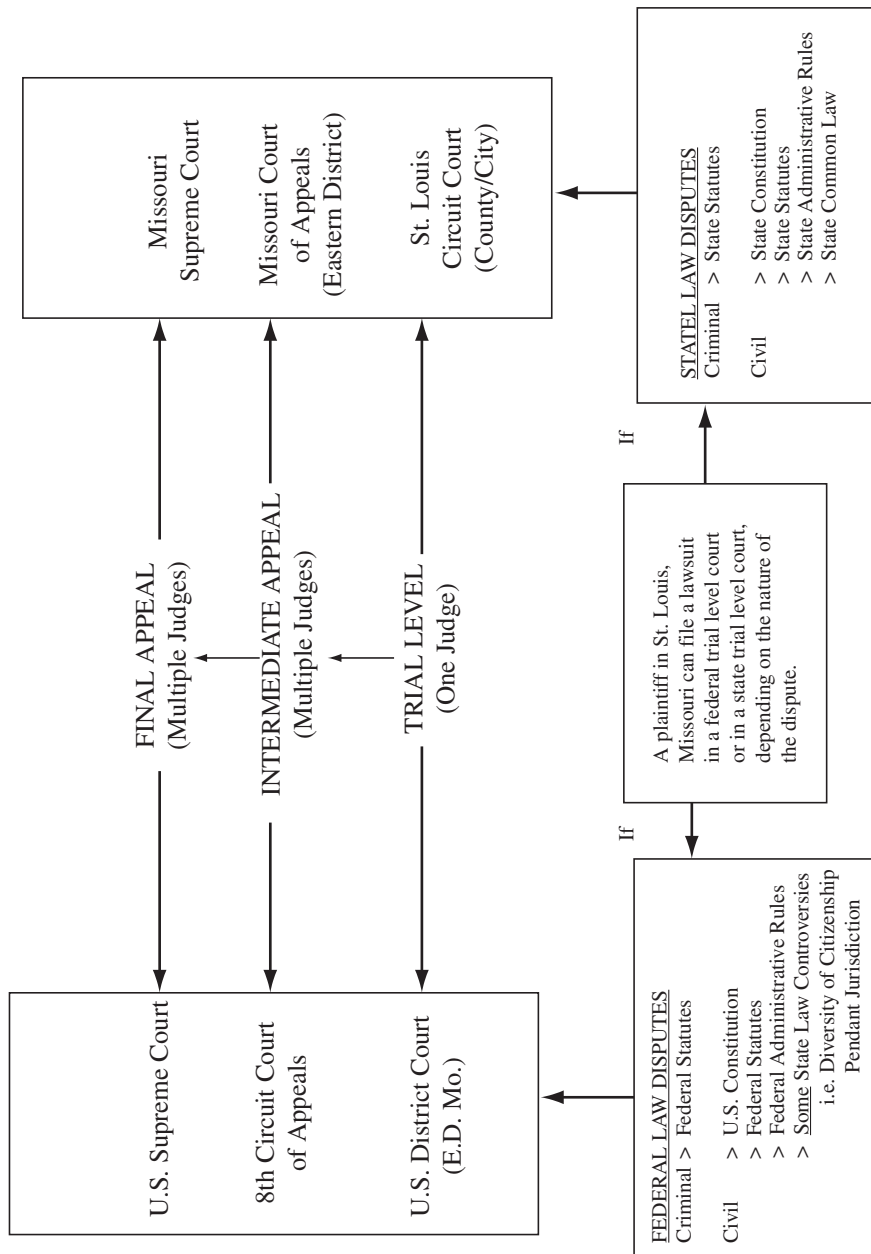 U.S. Supreme Court
8th Circuit Court
of Appeals
U.S. District Court
(E.D. Mo.)
FINAL APPEAL
(Multiple Judges)
INTERMEDIATE APPEAL
(Multiple Judges)
TRIAL LEVEL
(One Judge)
Missouri
Supreme Court
Missouri Court
of Appeals
(Eastern District)
St. Louis
Circuit Court
(County/City)
FEDERAL LAW DISPUTES
Criminal > Federal Statutes
Civil > U.S. Constitution
> Federal Statutes
> Federal Administrative Rules
> Some State Law Controversies
i.e. Diversity of Citizenship
Pendant Jurisdiction
If
A plaintiff in St. Louis,
Missouri can file a lawsuit
in a federal trial level court
or in a state trial level court,
depending on the nature of
the dispute.
If
STATEL LAW DISPUTES
Criminal > State Statutes
Civil > State Constitution
> State Statutes
> State Administrative Rules
> State Common Law